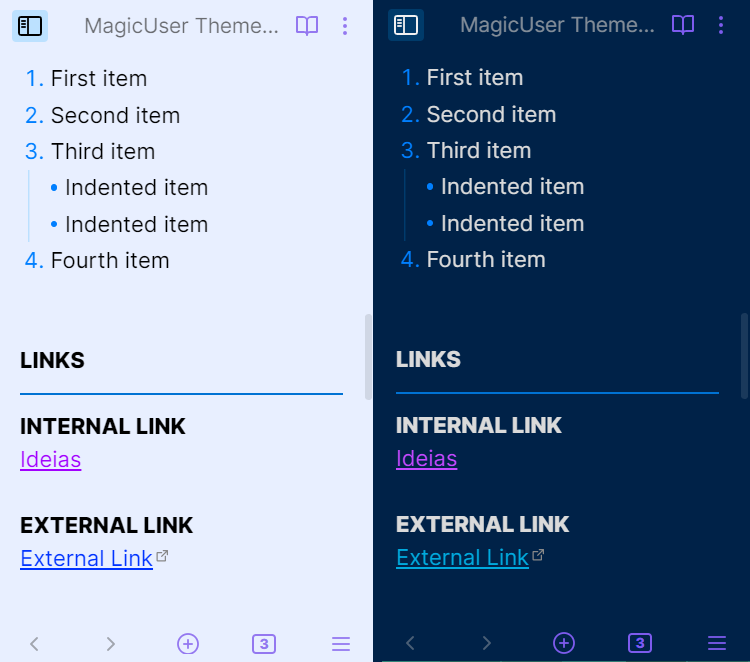 MagicUser Theme...
1. First item
2. Second item
3. Third item
• Indented item
• Indented item
4. Fourth item
LINKS
INTERNAL LINK
Ideias
EXTERNAL LINK
External Link
3
MagicUser Theme...
1. First item
2. Second item
3. Third item
• Indented item
• Indented item
4. Fourth item
LINKS
INTERNAL LINK
Ideias
EXTERNAL LINK
External Link
3